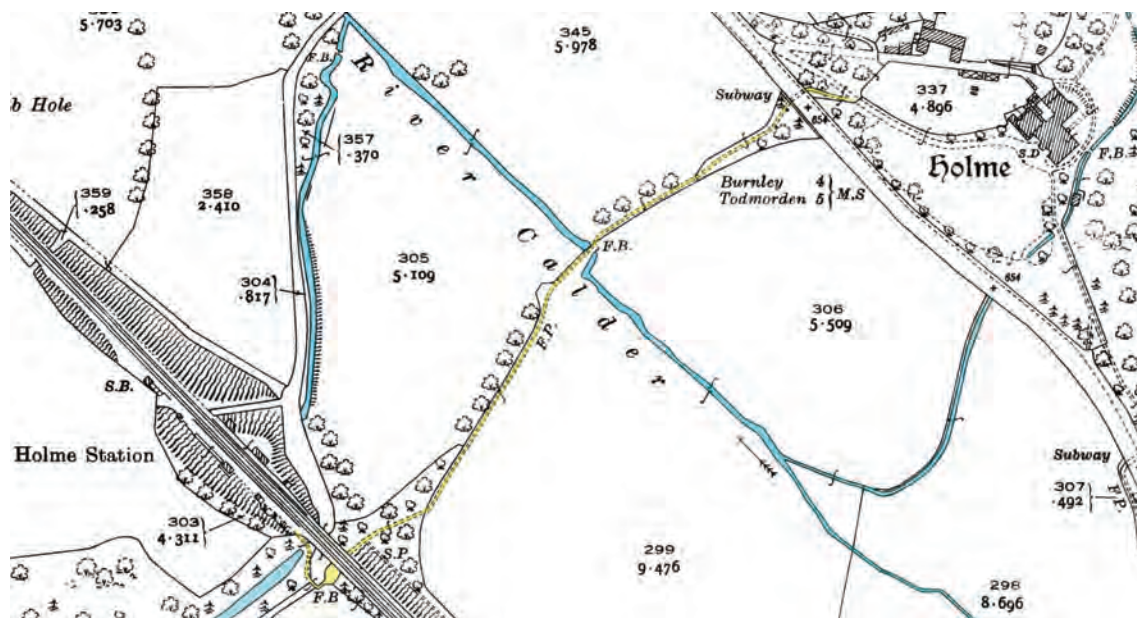 5·703
345
5·978
F.B.
River Calder
b Hole
Subway
654
337
4·896
S.D
F.B.
Holme
357
·370
359
·258
358
2·410
Burnley 4
Todmorden 5 } M.S
F.B.
305
5·109
304
·817
654
306
5·509
F.P.
S.B.
Holme Station
Subway
307
·492
F.P.
303
4·311
S.P.
299
9·476
298
8·696
F.B